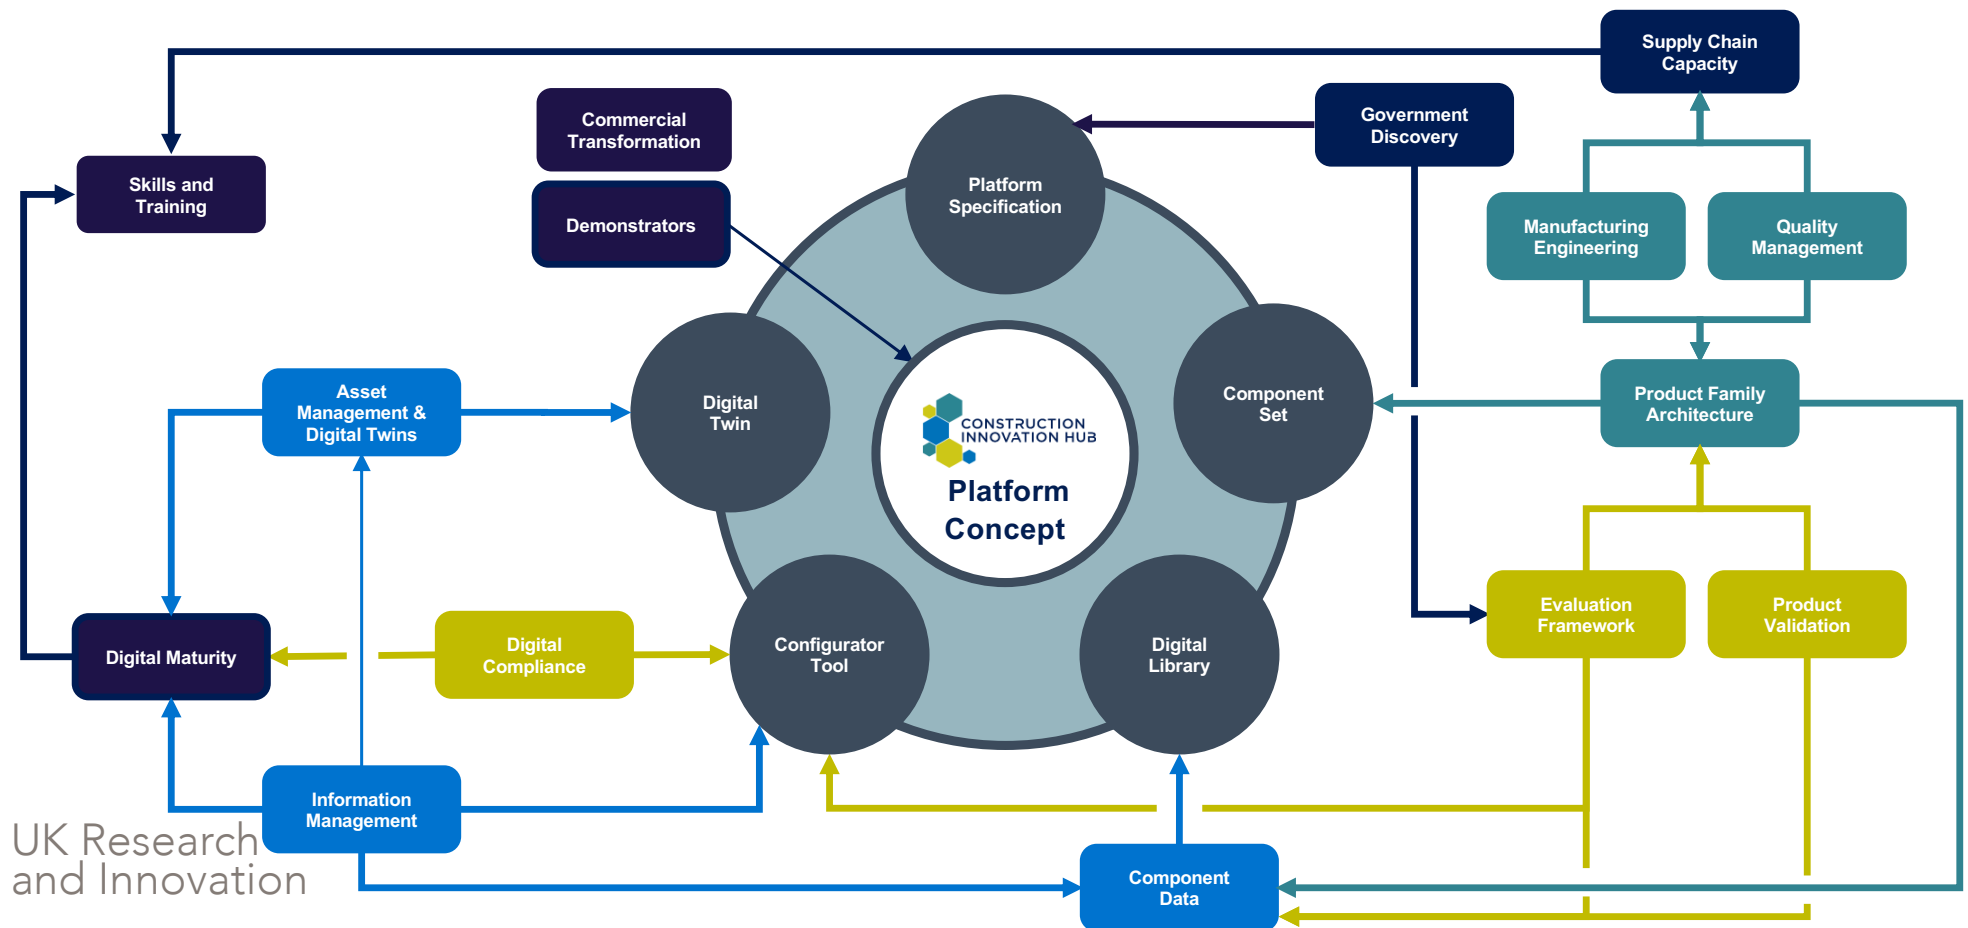 Supply Chain
Capacity
Commercial
Transformation
Government
Discovery
Skills and
Training
Platform
Specification
Demonstrators
Manufacturing
Engineering
Quality
Management
Asset
Management &
Digital Twins
Digital
Twin
Component
Set
Product Family
Architecture
CONSTRUCTION
INNOVATION HUB
Platform
Concept
Digital Maturity
Digital
Compliance
Configurator
Tool
Digital
Library
Evaluation
Framework
Product
Validation
Information
Management
UK Research
and Innovation
Component
Data